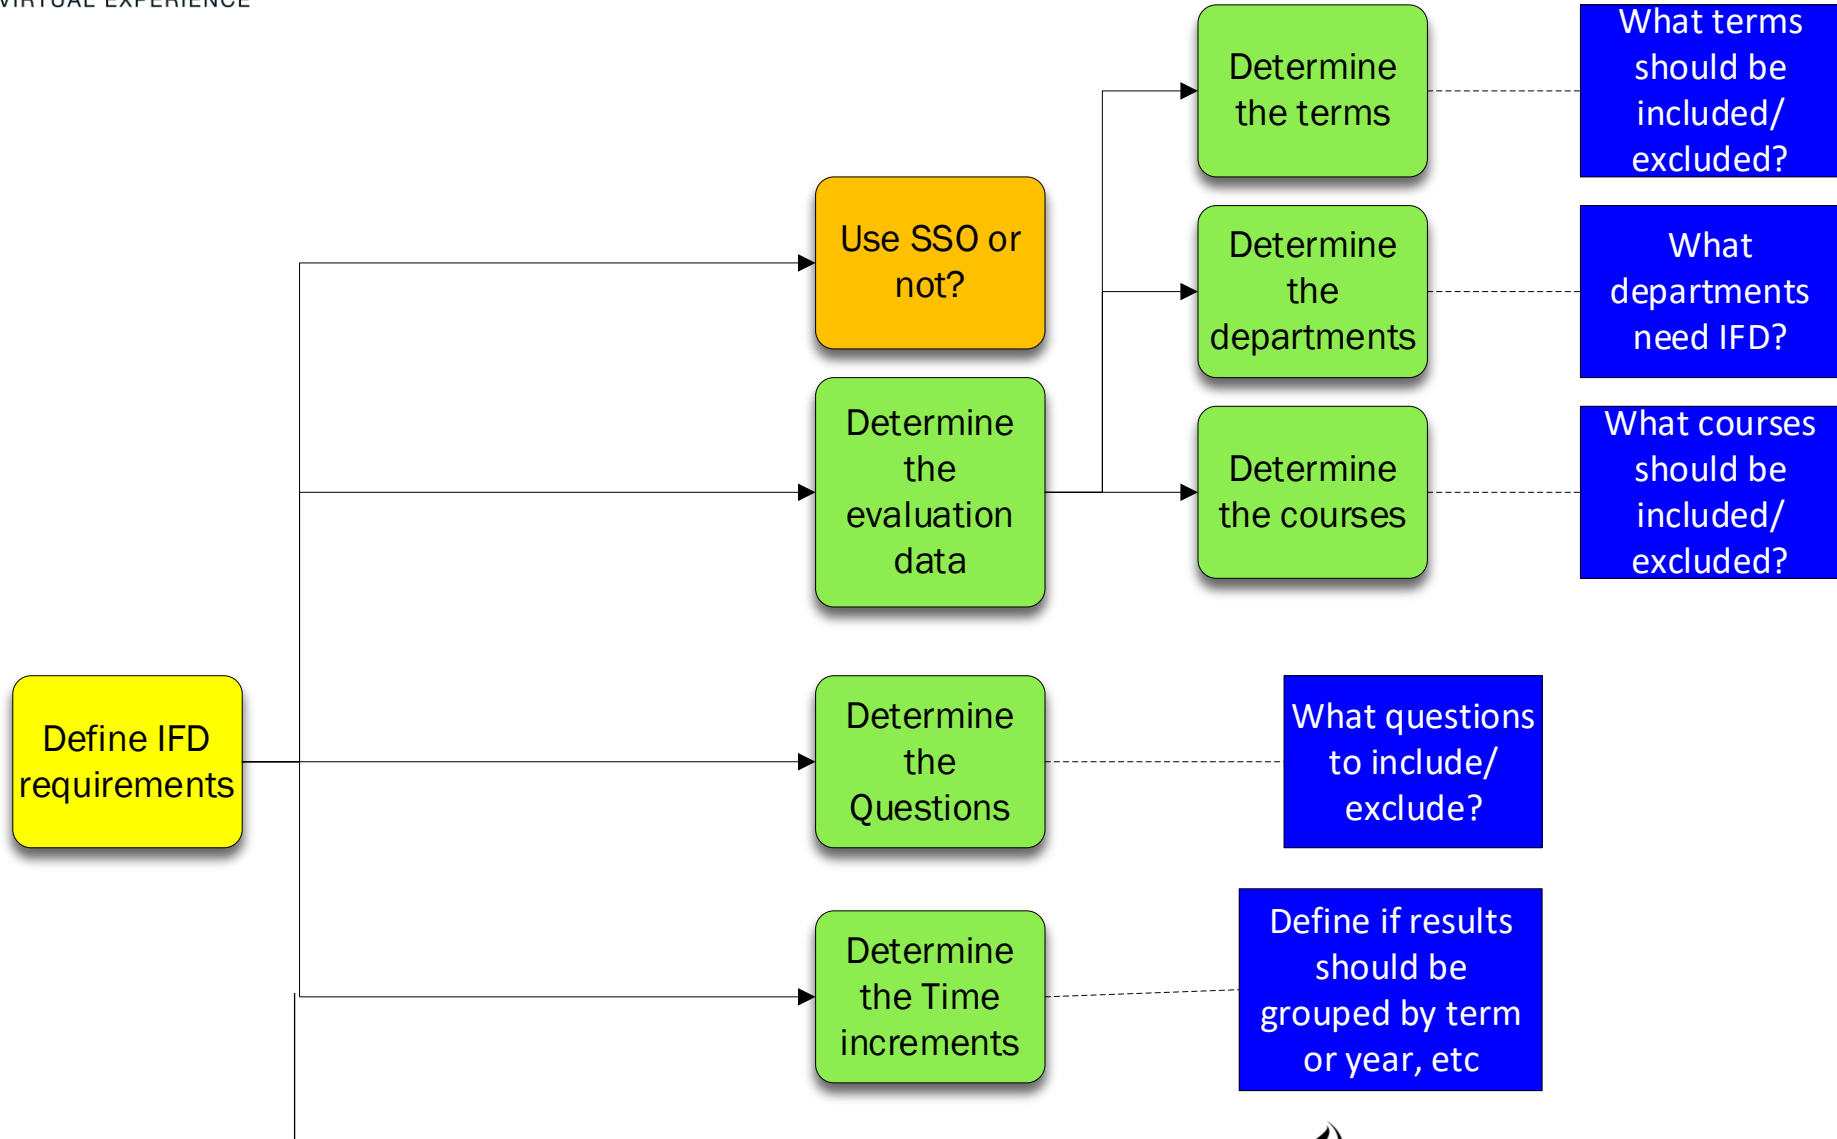 VIRTUAL EXPERIENCE
Determine
the terms
What terms
should be
included/
excluded?
Use SSO or
not?
Determine
the
departments
What
departments
need IFD?
Determine
the
evaluation
data
Determine
the courses
What courses
should be
included/
excluded?
Define IFD
requirements
Determine
the
Questions
What questions
to include/
exclude?
Determine
the Time
increments
Define if results
should be
grouped by term
or year, etc